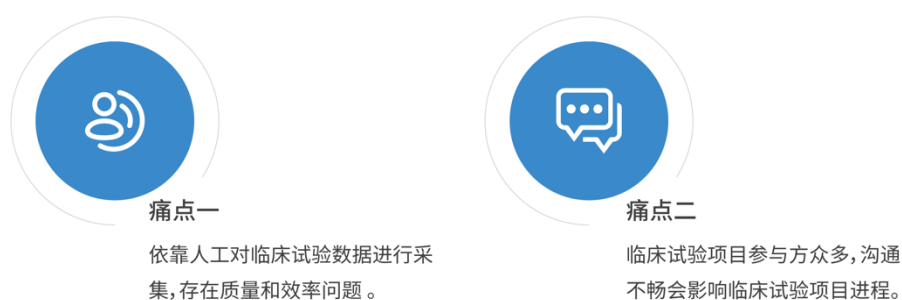 痛点一
依靠人工对临床试验数据进行采
集,存在质量和效率问题。
痛点二
临床试验项目参与方众多,沟通
不畅会影响临床试验项目进程。